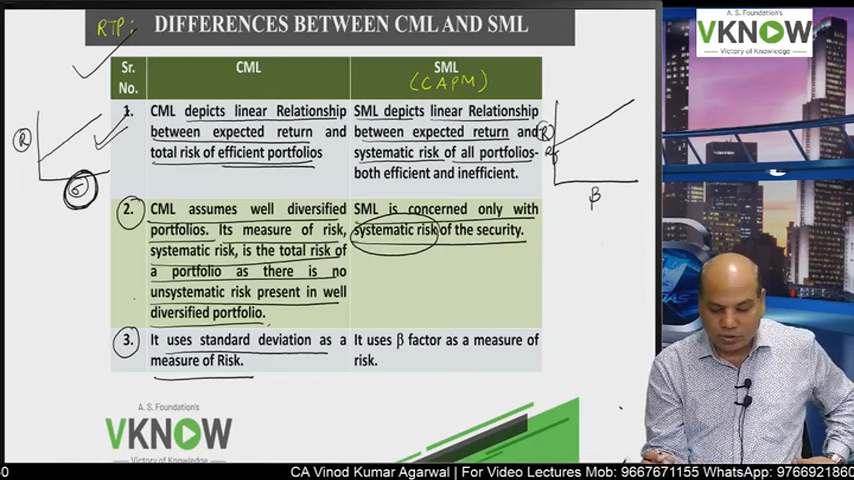 RTP:
DIFFERENCES BETWEEN CML AND SML
A. S. Foundation's
VKNOW
Victory of Knowledge
Sr. No.
CML
SML
(CAPM)
1.
CML depicts linear Relationship
between expected return and
total risk of efficient portfolios
SML depicts linear Relationship
between expected return and
systematic risk of all portfolios-
both efficient and inefficient.
2.
CML assumes well diversified
portfolios. Its measure of risk,
systematic risk, is the total risk of
a portfolio as there is no
unsystematic risk present in well
diversified portfolio.
SML is concerned only with
systematic risk of the security.
3.
It uses standard deviation as a
measure of Risk.
It uses β factor as a measure of
risk.
R
σ
R
Rf
β
A. S. Foundation's
VKNOW
Victory of Knowledge
CA Vinod Kumar Agarwal | For Video Lectures Mob: 9667671155 WhatsApp: 976692186